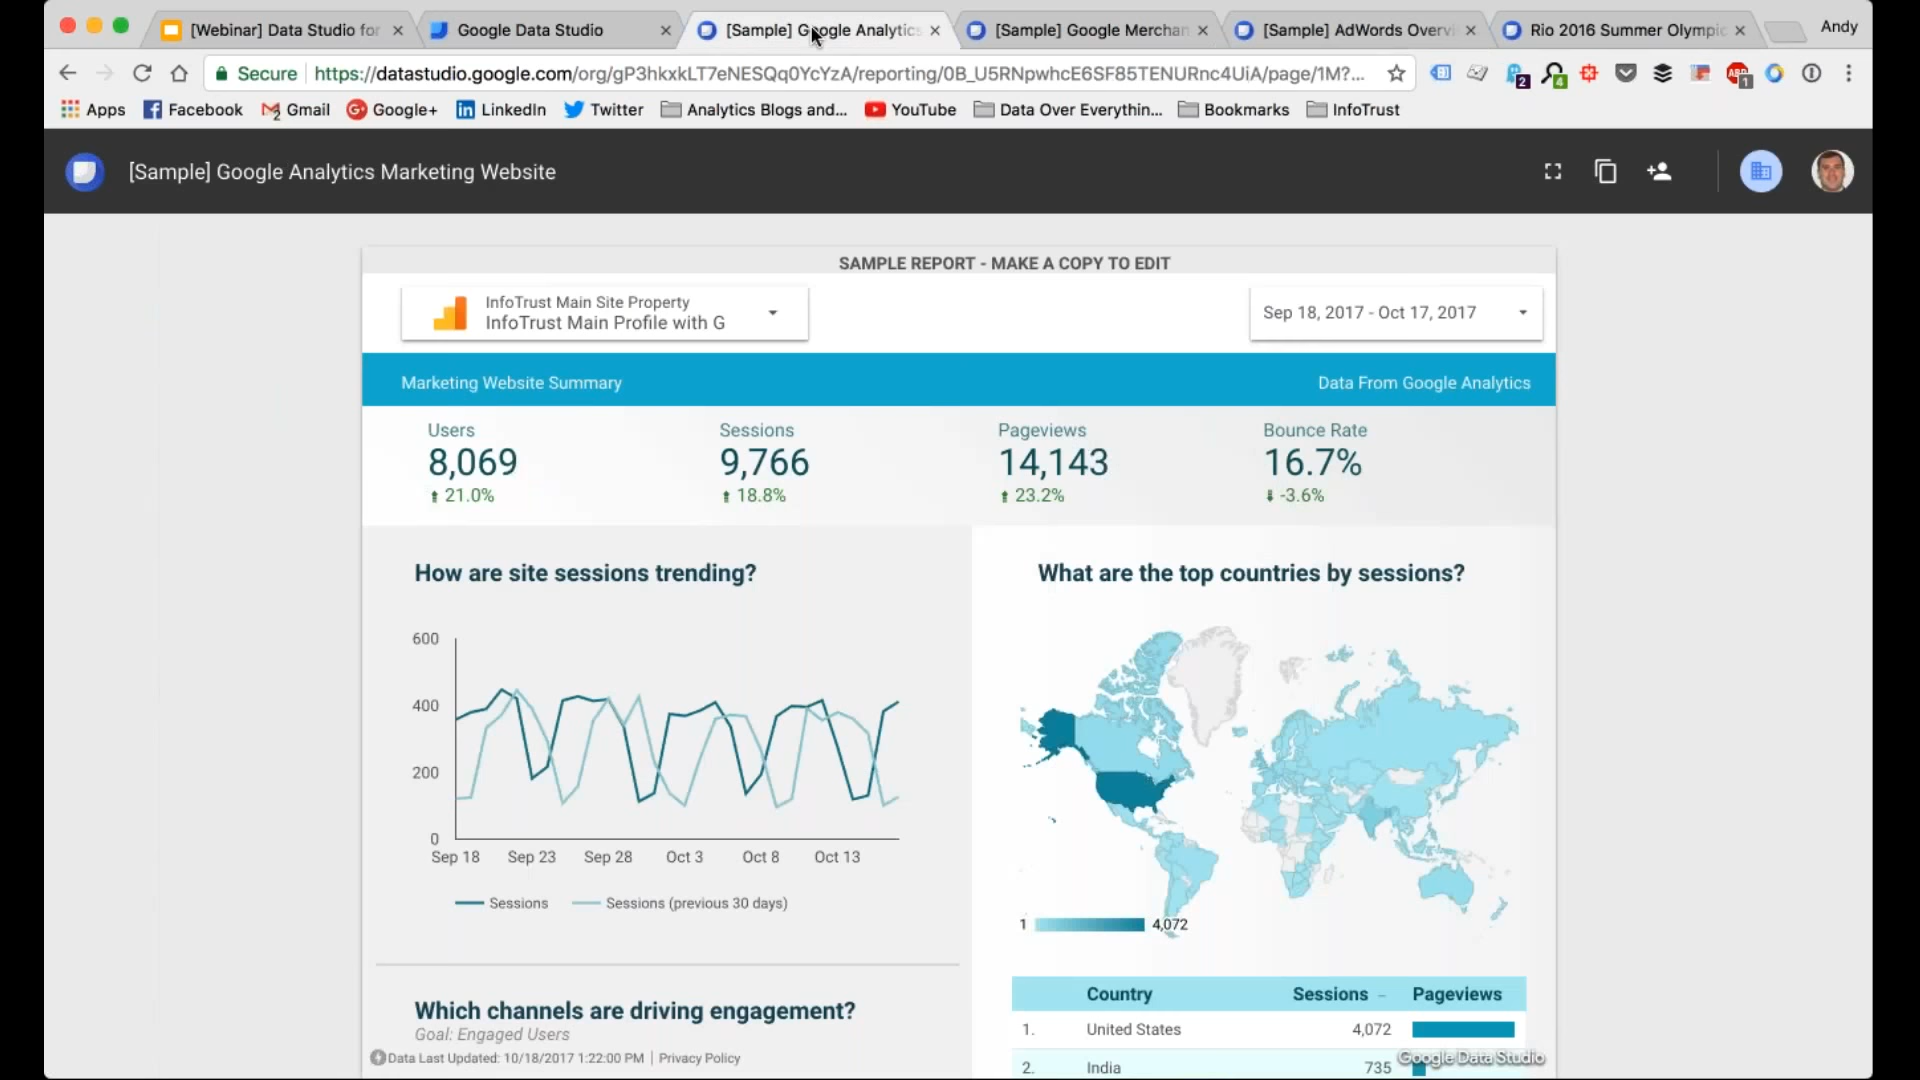 [Webinar] Data Studio for
Google Data Studio
[Sample] Google Analytics
[Sample] Google Merchan
[Sample] AdWords Overvi
Rio 2016 Summer Olympic
Andy
Secure https://datastudio.google.com/org/gP3hkxkLT7eNESQq0YcYzA/reporting/0B_U5RNpwhcE6SF85TENURnc4UiA/page/1M?...
2
4
1
Apps Facebook Gmail Google+ LinkedIn Twitter Analytics Blogs and... YouTube Data Over Everythin... Bookmarks InfoTrust
[Sample] Google Analytics Marketing Website
SAMPLE REPORT - MAKE A COPY TO EDIT
InfoTrust Main Site Property
InfoTrust Main Profile with G
Sep 18, 2017 - Oct 17, 2017
Marketing Website Summary
Data From Google Analytics
Users
8,069
21.0%
Sessions
9,766
18.8%
Pageviews
14,143
23.2%
Bounce Rate
16.7%
-3.6%
How are site sessions trending?
600
400
200
0
Sep 18 Sep 23 Sep 28 Oct 3 Oct 8 Oct 13
Sessions Sessions (previous 30 days)
What are the top countries by sessions?
1 4,072
Country Sessions Pageviews
1. United States 4,072
2. India 735
Which channels are driving engagement?
Goal: Engaged Users
Data Last Updated: 10/18/2017 1:22:00 PM | Privacy Policy
Google Data Studio